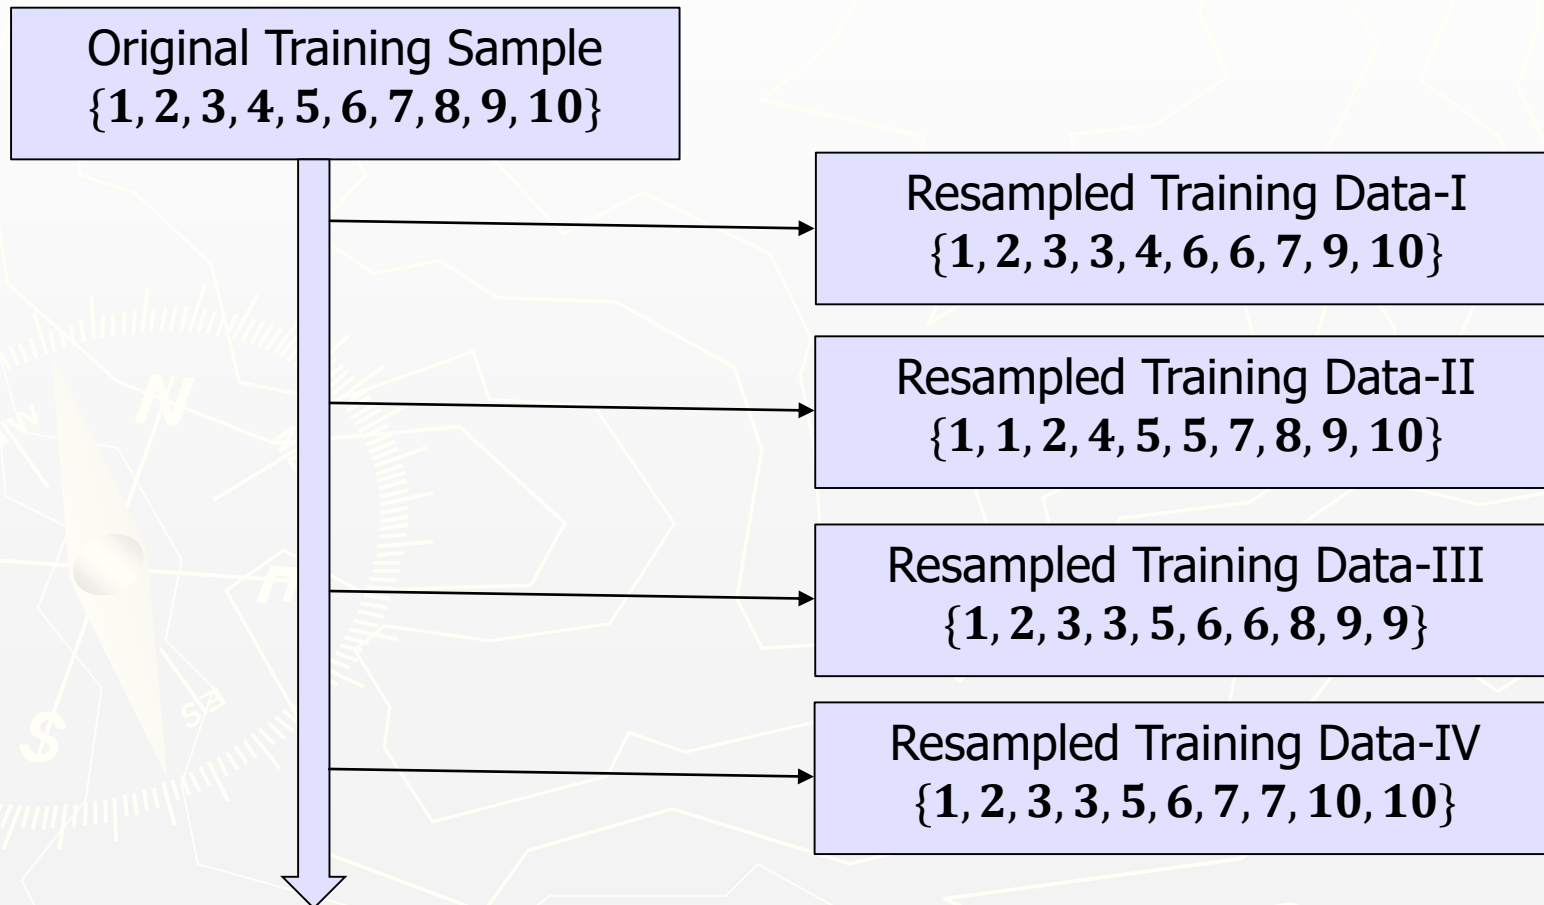 Original Training Sample
{1, 2, 3, 4, 5, 6, 7, 8, 9, 10}
Resampled Training Data-I
{1, 2, 3, 3, 4, 6, 6, 7, 9, 10}
Resampled Training Data-II
{1, 1, 2, 4, 5, 5, 7, 8, 9, 10}
Resampled Training Data-III
{1, 2, 3, 3, 5, 6, 6, 8, 9, 9}
Resampled Training Data-IV
{1, 2, 3, 3, 5, 6, 7, 7, 10, 10}
N
S